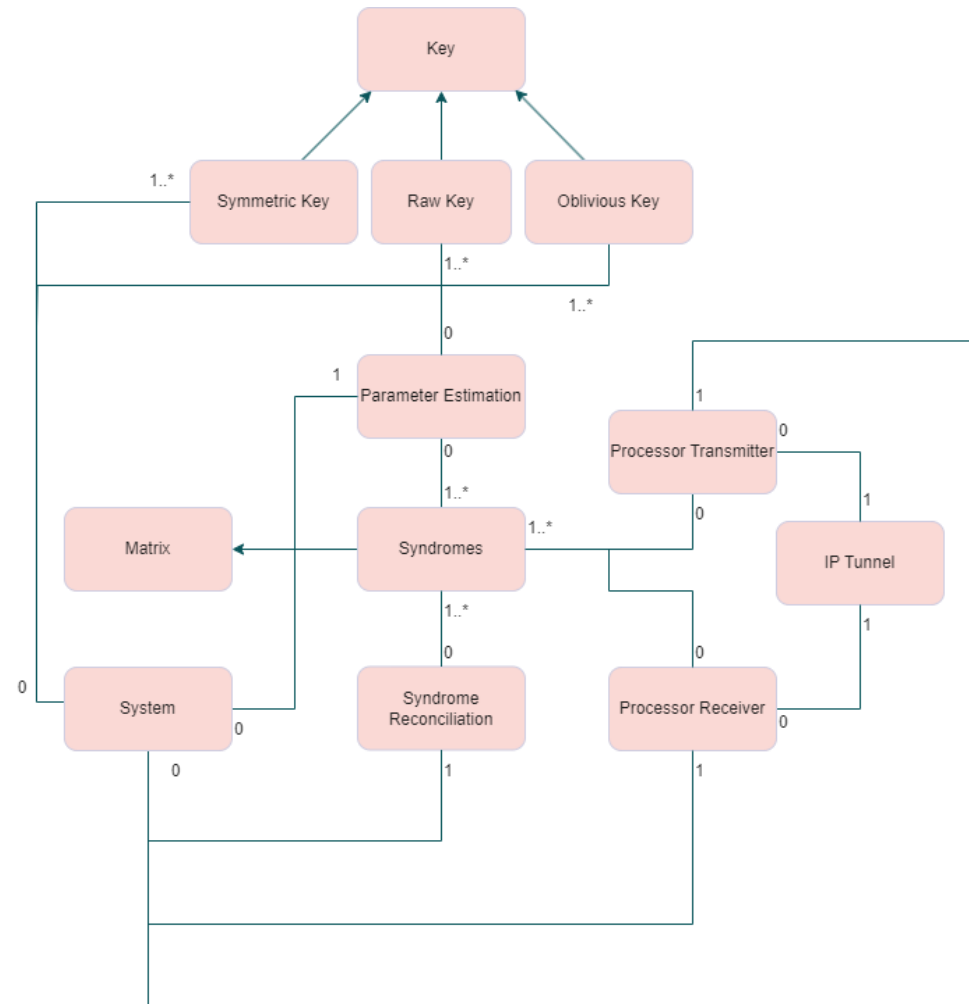 Key
1..*
Symmetric Key
Raw Key
Oblivious Key
1..*
1..*
0
1
Parameter Estimation
1
0
0
Processor Transmitter
1..*
1
0
1..*
Matrix
Syndromes
IP Tunnel
1..*
1
0
0
0
System
Syndrome
Reconciliation
Processor Receiver
0
0
0
1
1